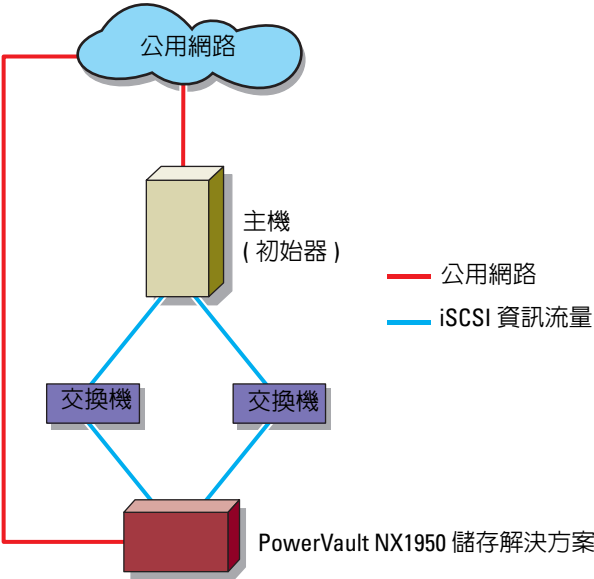 公用網路
主機
( 初始器 )
公用網路
iSCSI 資訊流量
交換機
交換機
PowerVault NX1950 儲存解決方案